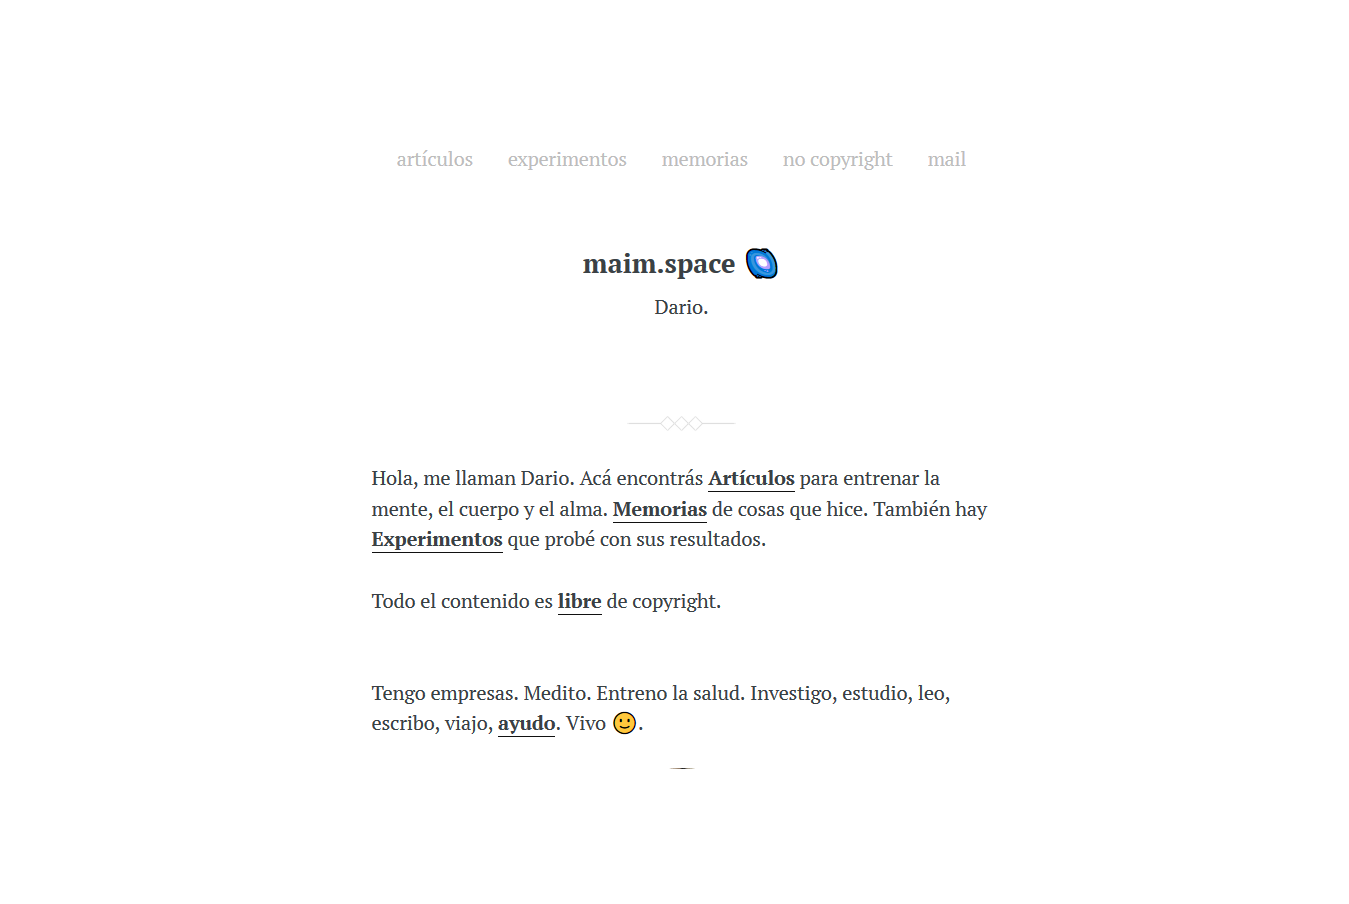 artículos experimentos memorias no copyright mail
maim.space
Dario.
Hola, me llaman Dario. Acá encontrás Artículos para entrenar la
mente, el cuerpo y el alma. Memorias de cosas que hice. También hay
Experimentos que probé con sus resultados.
Todo el contenido es libre de copyright.
Tengo empresas. Medito. Entreno la salud. Investigo, estudio, leo,
escribo, viajo, ayudo. Vivo 🙂.